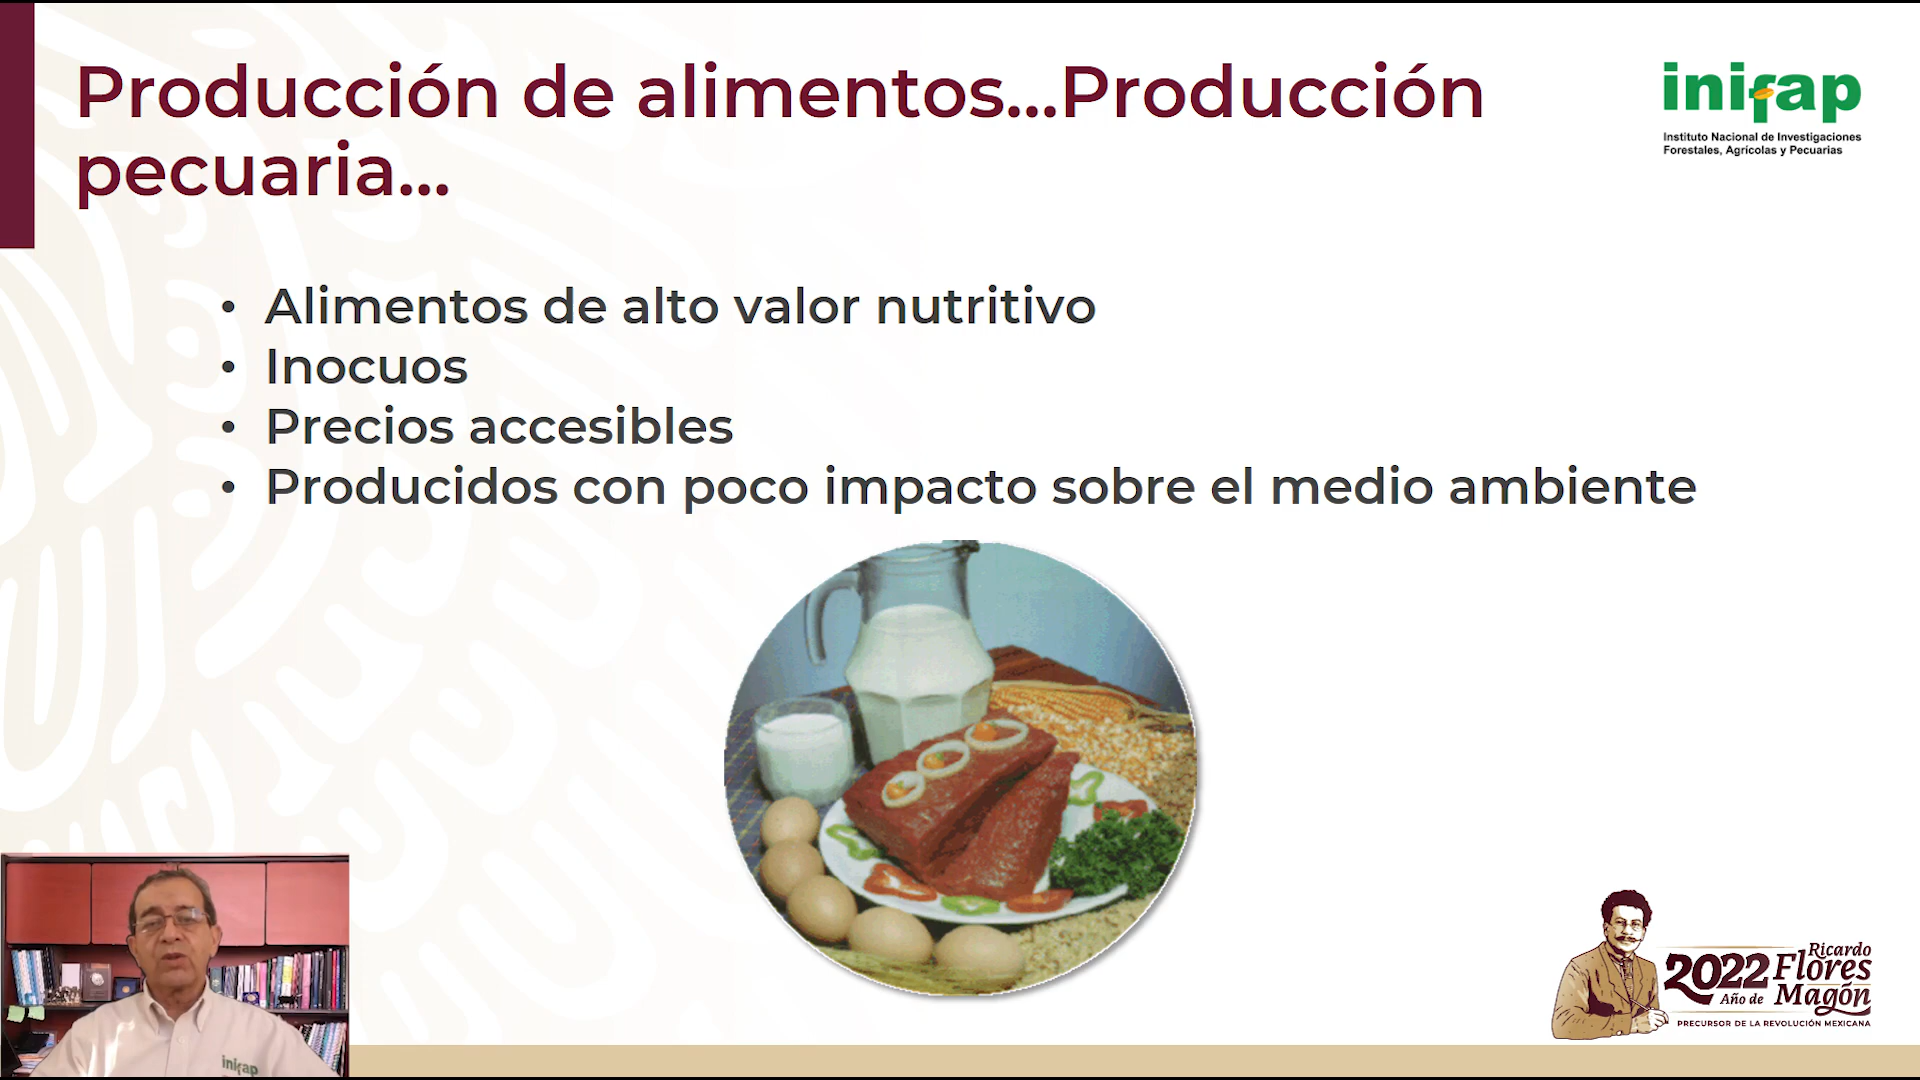 Producción de alimentos...Producción
pecuaria...
inifap
Instituto Nacional de Investigaciones
Forestales, Agrícolas y Pecuarias
• Alimentos de alto valor nutritivo
• Inocuos
• Precios accesibles
• Producidos con poco impacto sobre el medio ambiente
inifap
2022
Año de
Ricardo
Flores
Magón
PRECURSOR DE LA REVOLUCIÓN MEXICANA